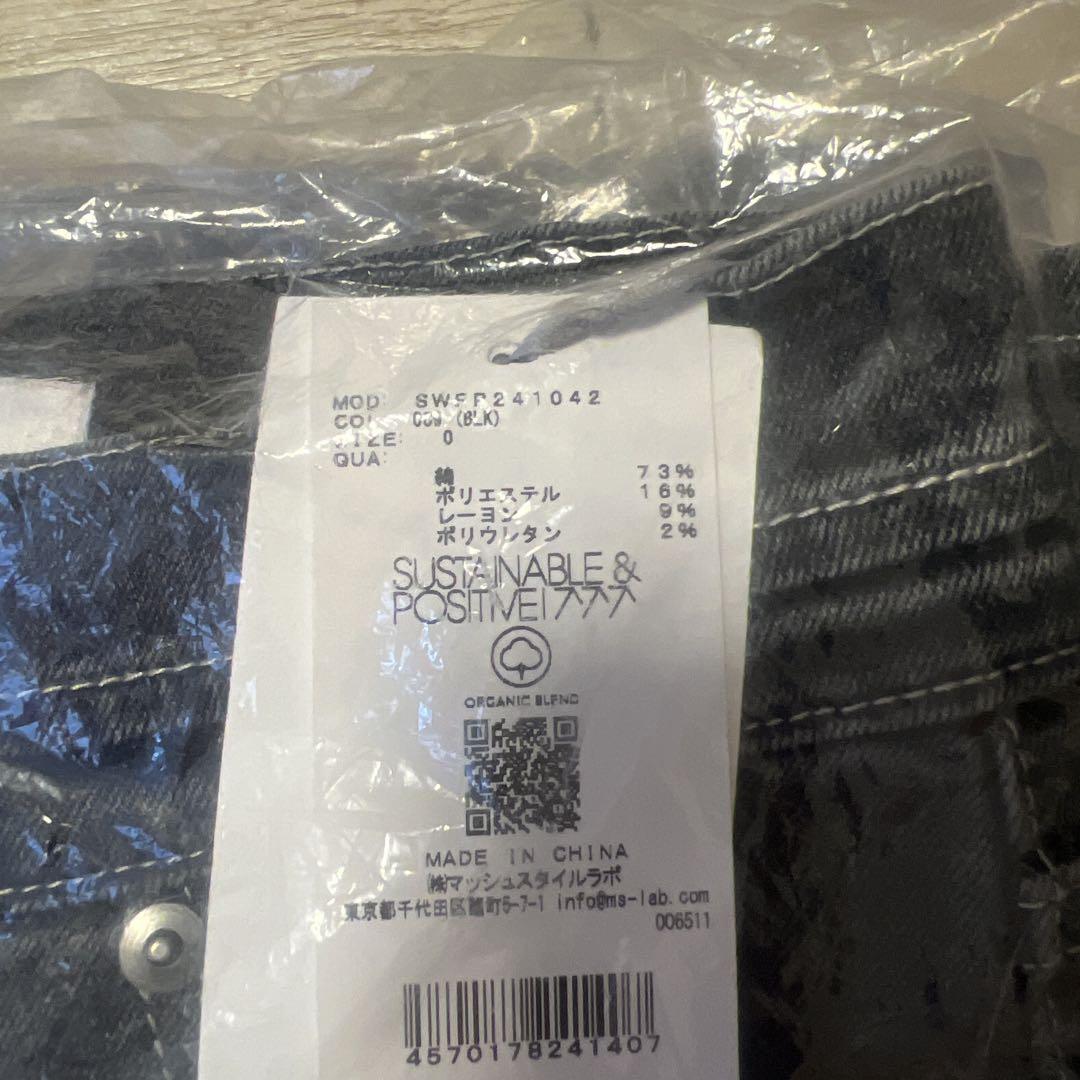 MOD: SWFP241042
COL: 009 (BLK)
SIZE: 0
QUA:
綿 73%
ポリエステル 16%
レーヨン 9%
ポリウレタン 2%
SUSTAINABLE &
POSITIVE!
ORGANIC BLEND
MADE IN CHINA
(株)マッシュスタイルラボ
東京都千代田区麹町5-7-1 info@ms-lab.com
006511
4570178241407